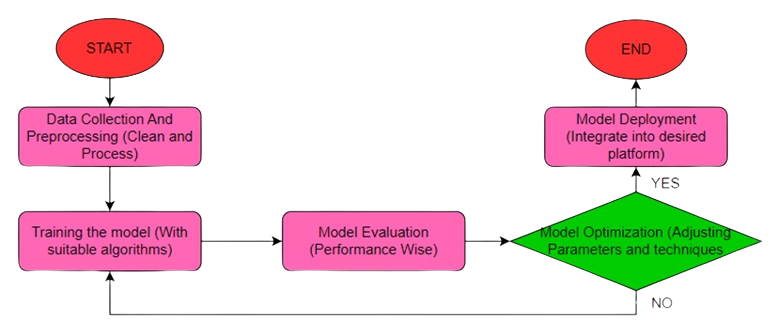 START
Data Collection And
Preprocessing (Clean and
Process)
Training the model (With
suitable algorithms)
Model Evaluation
(Performance Wise)
Model Optimization (Adjusting
Parameters and techniques
YES
NO
Model Deployment
(Integrate into desired
platform)
END